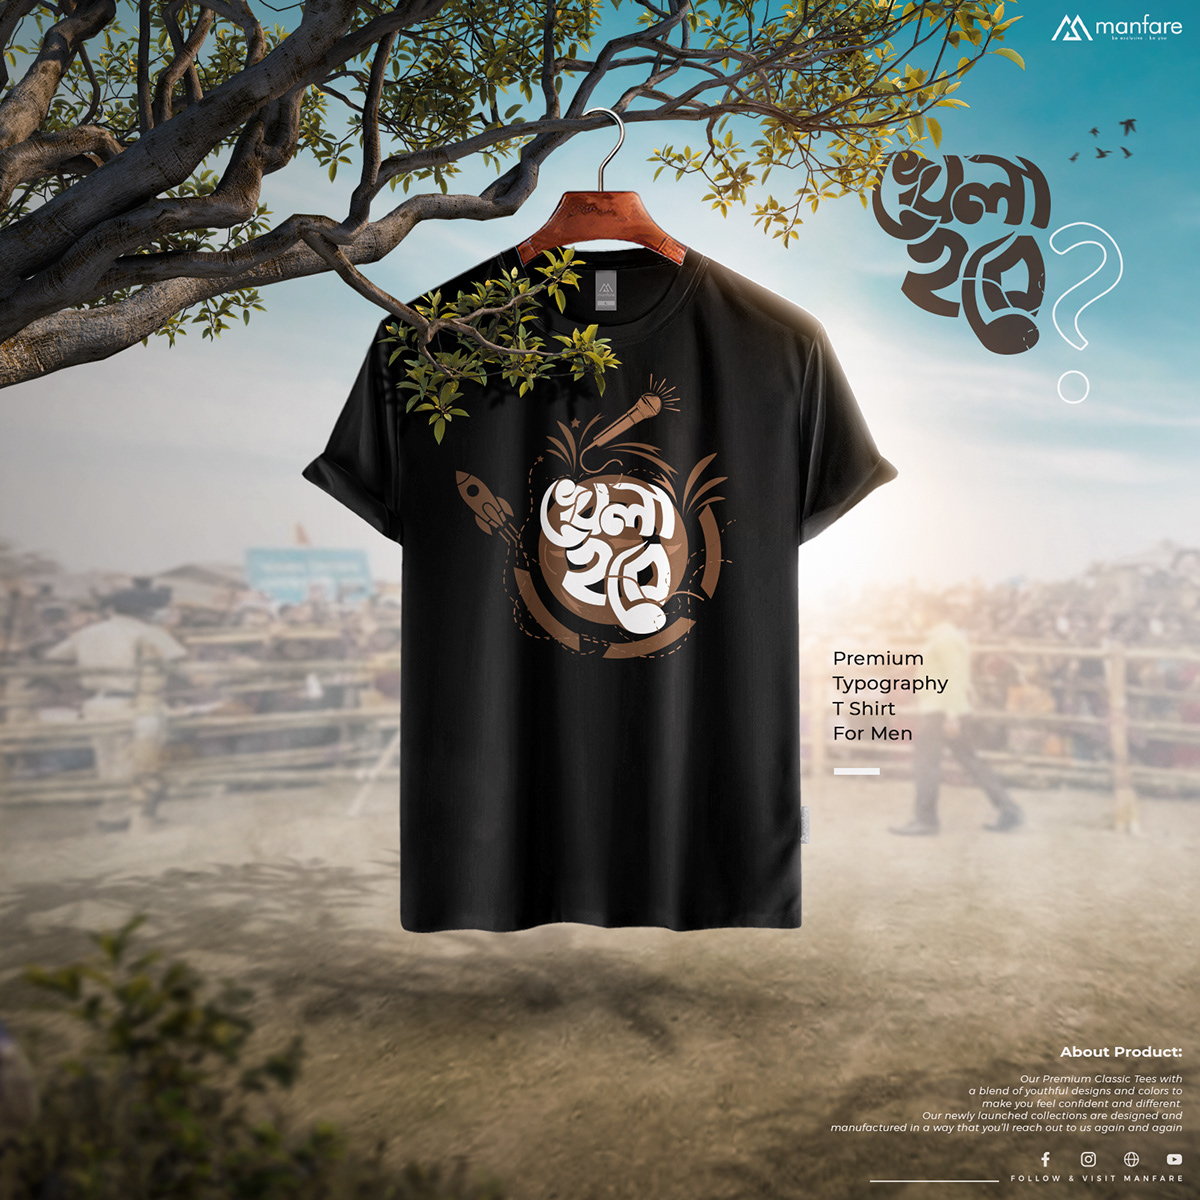 manfare
be exclusive . be you
খেলা
হবে
?
খেলা
হবে
Premium
Typography
T Shirt
For Men
About Product:
Our Premium Classic Tees with
a blend of youthful designs and colors to
make you feel confident and different.
Our newly launched collections are designed and
manufactured in a way that you'll reach out to us again and again
FOLLOW & VISIT MANFARE